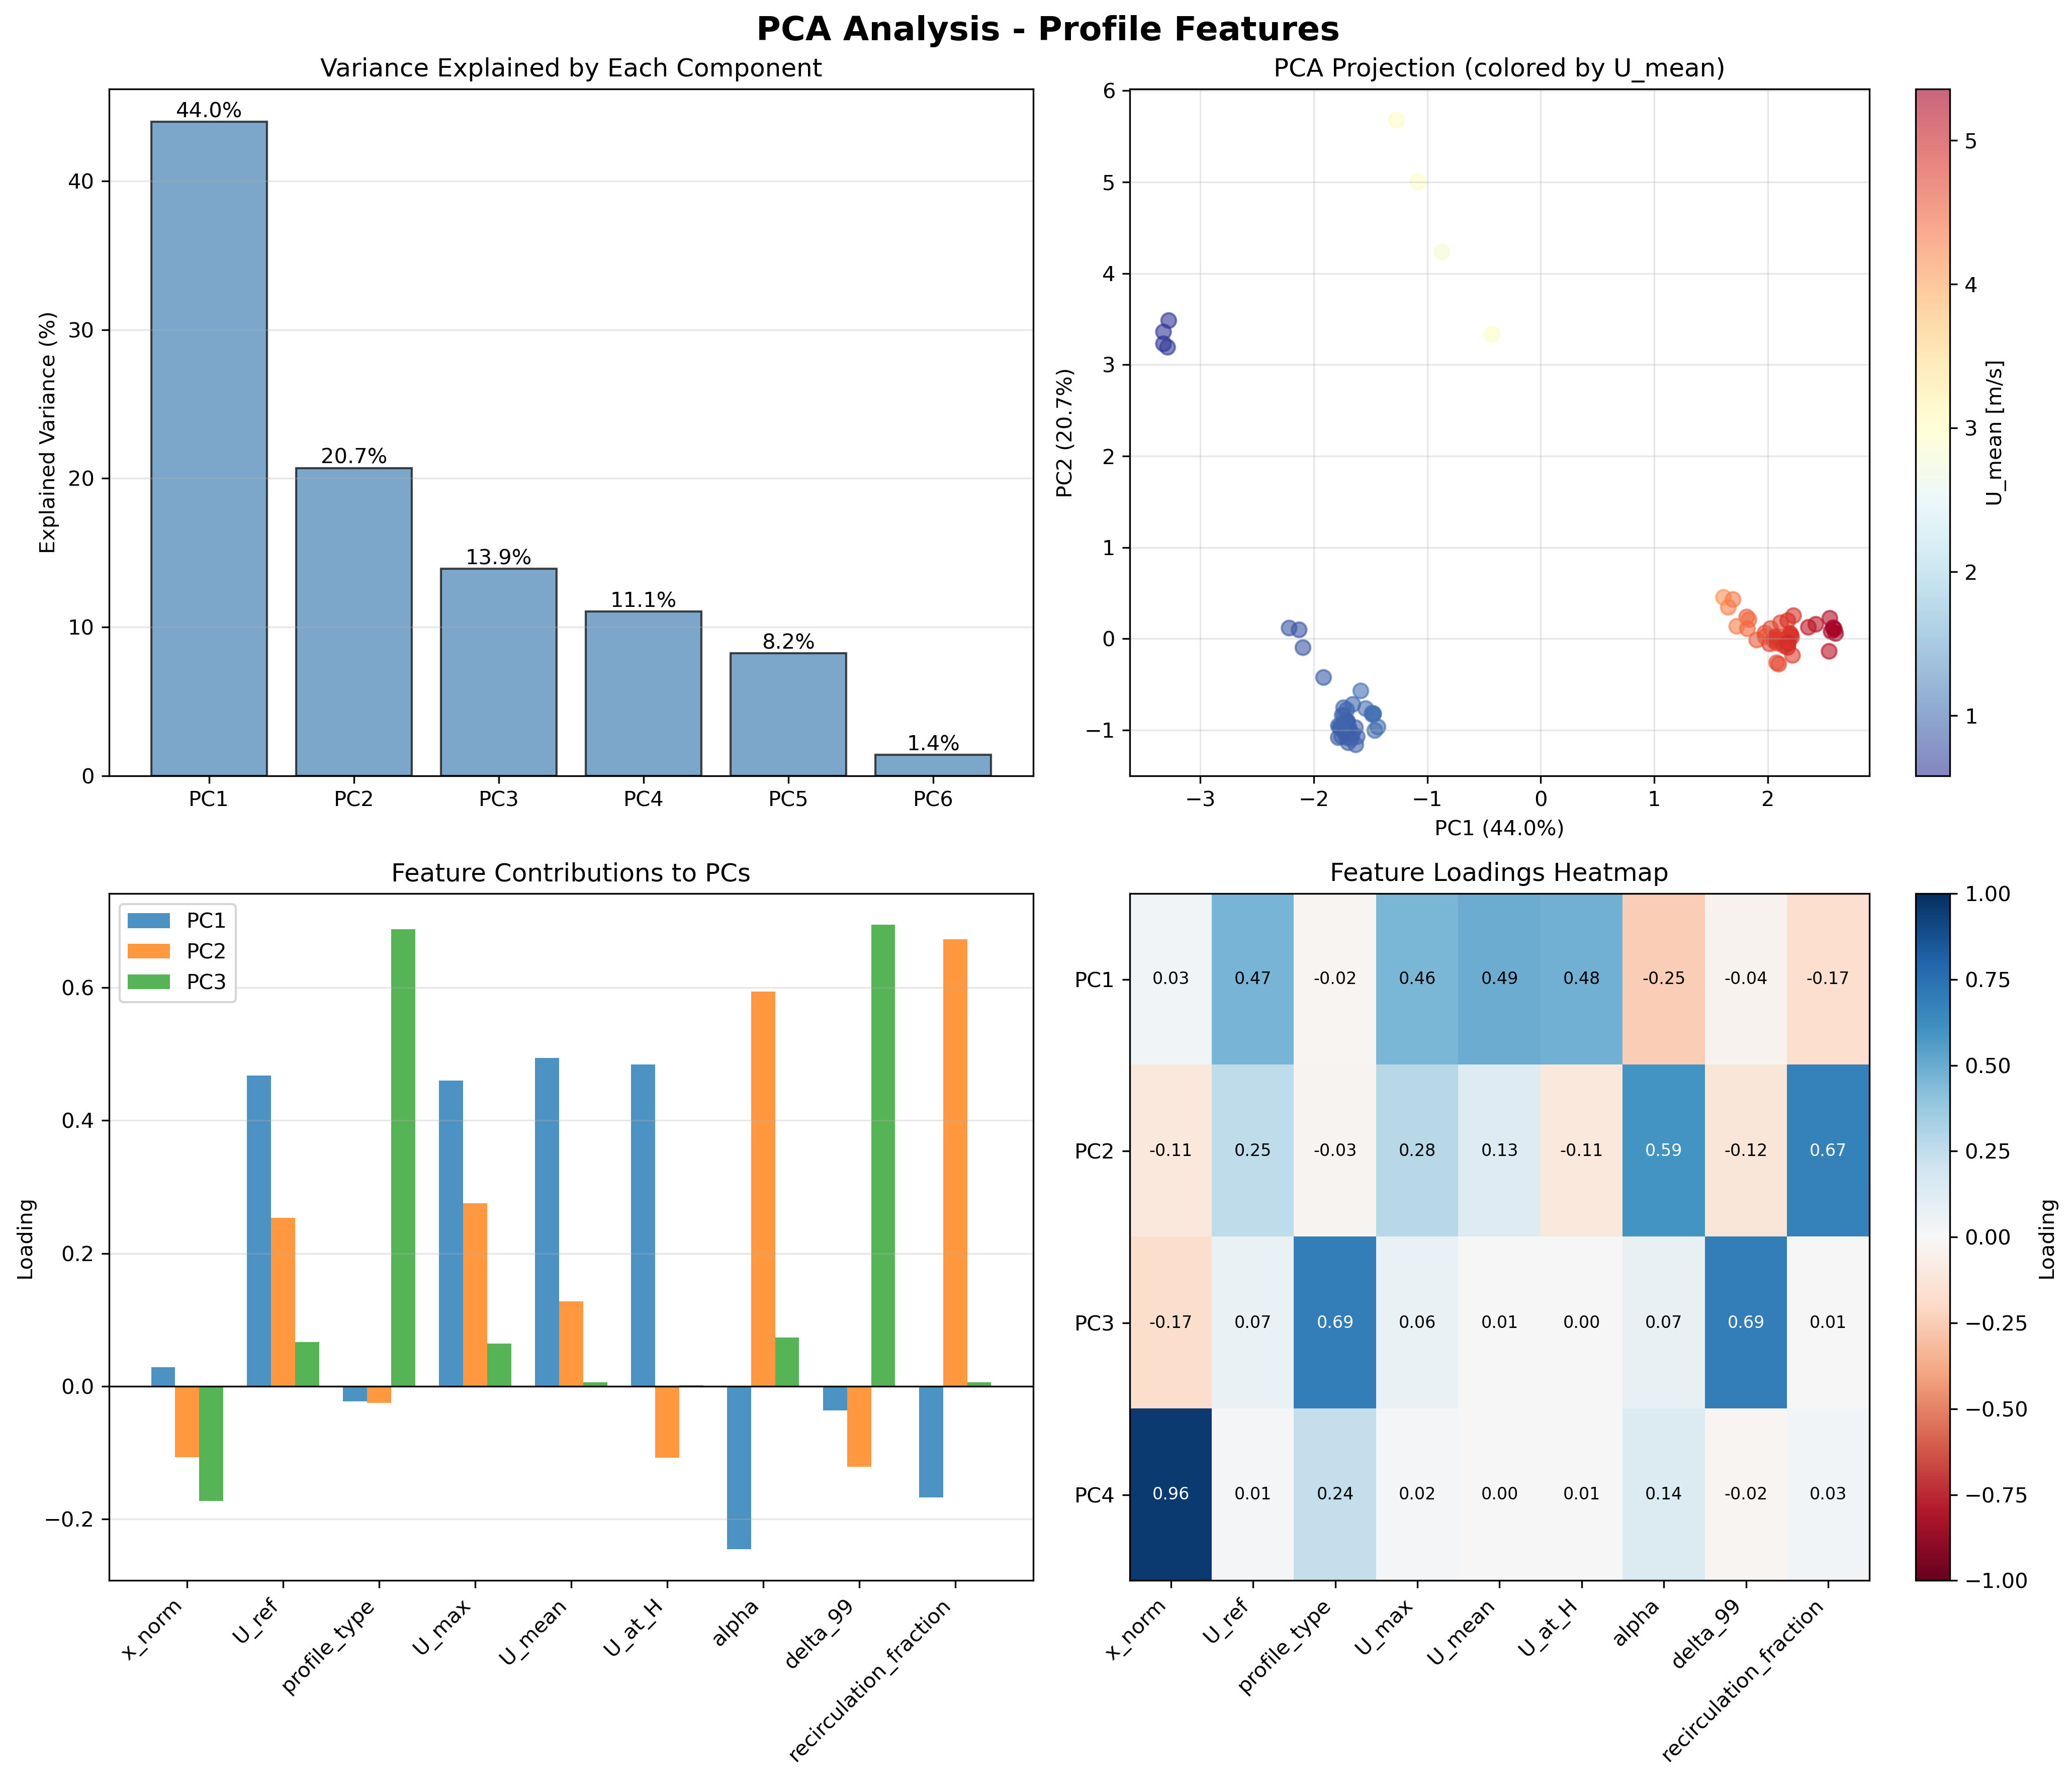 PCA Analysis - Profile Features
Variance Explained by Each Component
Explained Variance (%)
40
30
20
10
0
44.0%
20.7%
13.9%
11.1%
8.2%
1.4%
PC1
PC2
PC3
PC4
PC5
PC6
PCA Projection (colored by U_mean)
PC2 (20.7%)
6
5
4
3
2
1
0
−1
−3
−2
−1
0
1
2
PC1 (44.0%)
5
4
3
2
1
U_mean [m/s]
Feature Contributions to PCs
PC1
PC2
PC3
Loading
0.6
0.4
0.2
0.0
−0.2
x_norm
U_ref
profile_type
U_max
U_mean
U_at_H
alpha
delta_99
recirculation_fraction
Feature Loadings Heatmap
PC1 0.03 0.47 -0.02 0.46 0.49 0.48 -0.25 -0.04 -0.17
PC2 -0.11 0.25 -0.03 0.28 0.13 -0.11 0.59 -0.12 0.67
PC3 -0.17 0.07 0.69 0.06 0.01 0.00 0.07 0.69 0.01
PC4 0.96 0.01 0.24 0.02 0.00 0.01 0.14 -0.02 0.03
x_norm
U_ref
profile_type
U_max
U_mean
U_at_H
alpha
delta_99
recirculation_fraction
1.00
0.75
0.50
0.25
0.00
−0.25
−0.50
−0.75
−1.00
Loading